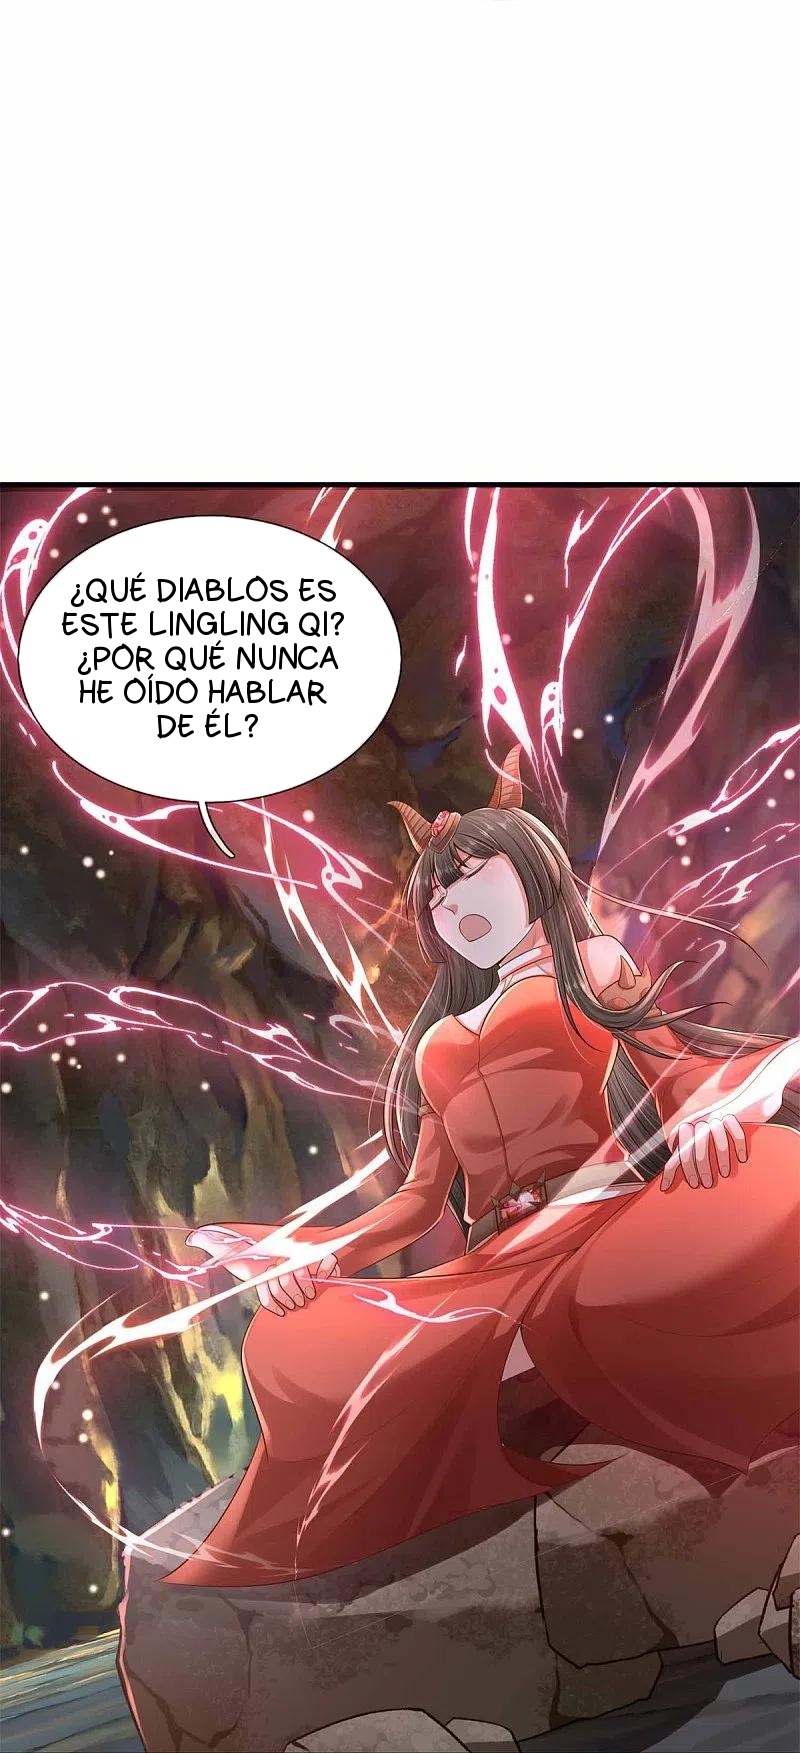 ¿QUÉ DIABLOS ES
ESTE LINGLING QI?
¿POR QUÉ NUNCA
HE OÍDO HABLAR
DE ÉL?